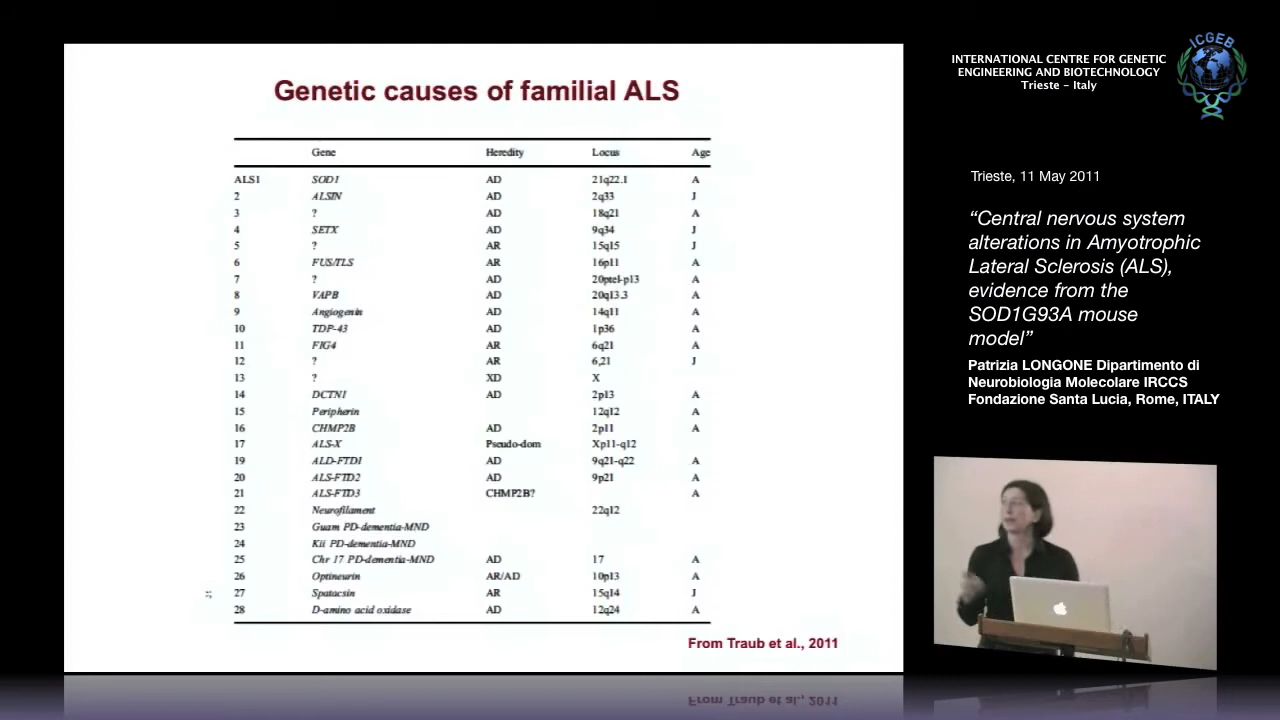 Genetic causes of familial ALS
Gene Heredity Locus Age
ALS1 SOD1 AD 21q22.1 A
2 ALSIN AD 2q33 J
3 ? AD 18q21 A
4 SETX AD 9q34 J
5 ? AR 15q15 J
6 FUS/TLS AR 16p11 A
7 ? AD 20ptel-p13 A
8 VAPB AD 20q13.3 A
9 Angiogenin AD 14q11 A
10 TDP-43 AD 1p36 A
11 FIG4 AR 6q21 A
12 ? AR 6,21 J
13 ? XD X
14 DCTN1 AD 2p13 A
15 Peripherin 12q12 A
16 CHMP2B AD 2p11 A
17 ALS-X Pseudo-dom Xp11-q12
19 ALD-FTD1 AD 9q21-q22 A
20 ALS-FTD2 AD 9p21 A
21 ALS-FTD3 CHMP2B? A
22 Neurofilament 22q12
23 Guam PD-dementia-MND
24 Kii PD-dementia-MND
25 Chr 17 PD-dementia-MND AD 17 A
26 Optineurin AR/AD 10p13 A
27 Spatacsin AR 15q14 J
28 D-amino acid oxidase AD 12q24 A
From Traub et al., 2011
INTERNATIONAL CENTRE FOR GENETIC
ENGINEERING AND BIOTECHNOLOGY
Trieste - Italy
ICGEB
Trieste, 11 May 2011
“Central nervous system
alterations in Amyotrophic
Lateral Sclerosis (ALS),
evidence from the
SOD1G93A mouse
model”
Patrizia LONGONE Dipartimento di
Neurobiologia Molecolare IRCCS
Fondazione Santa Lucia, Rome, ITALY